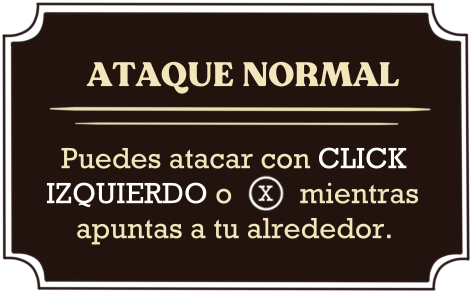 ATAQUE NORMAL
Puedes atacar con CLICK
IZQUIERDO o X mientras
apuntas a tu alrededor.